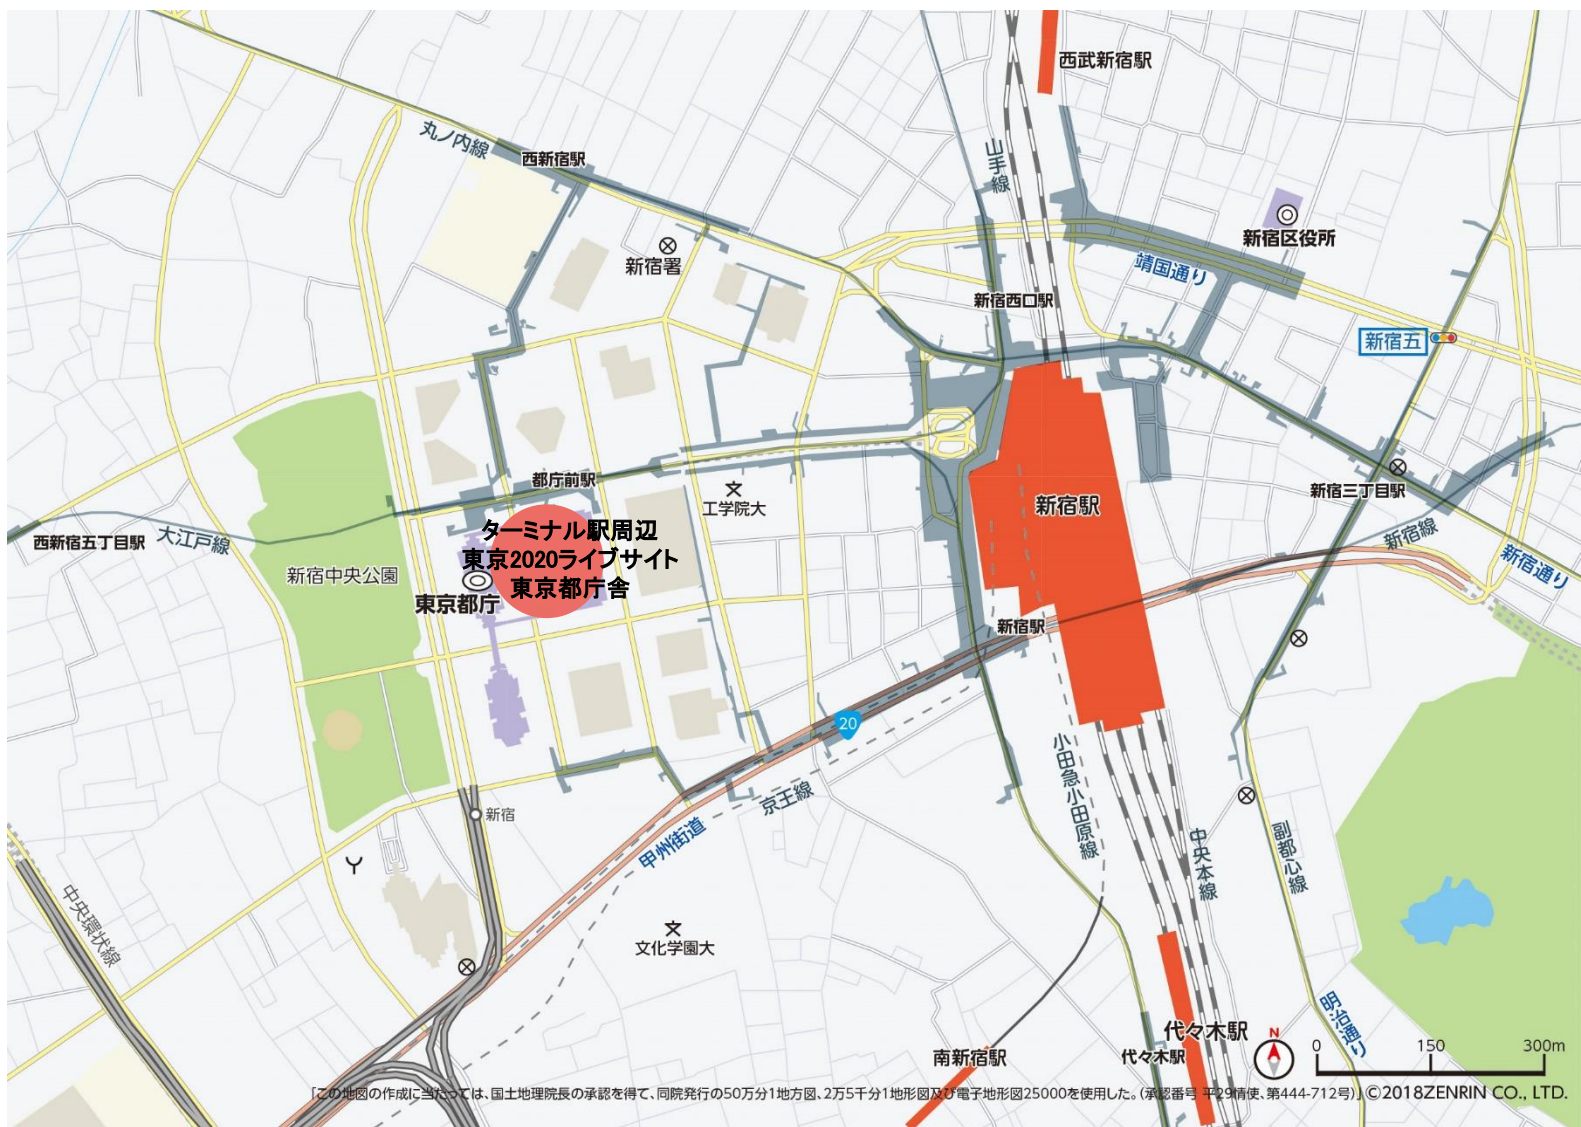 西武新宿駅
丸ノ内線
西新宿駅
山手線
新宿区役所
新宿署
靖国通り
新宿西口駅
新宿五
都庁前駅
工学院大
新宿駅
新宿三丁目駅
西新宿五丁目駅
大江戸線
ターミナル駅周辺
東京2020ライブサイト
東京都庁舎
新宿線
新宿通り
新宿中央公園
東京都庁
新宿駅
20
小田急小田原線
京王線
新宿
甲州街道
中央本線
副都心線
中央環状線
文化学園大
明治通り
代々木駅
代々木駅
南新宿駅
N
0 150 300m
「この地図の作成に当たっては、国土地理院長の承認を得て、同院発行の50万分1地方図、2万5千分1地形図及び電子地形図25000を使用した。(承認番号 平29情使、第444-712号)」 ©2018ZENRIN CO., LTD.